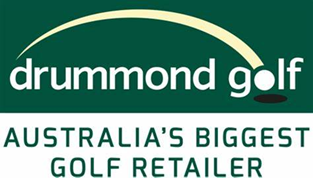 drummond golf
AUSTRALIA'S BIGGEST
GOLF RETAILER